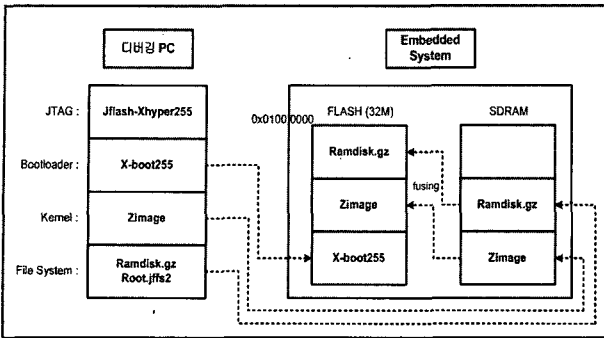 디버깅 PC
Embedded
System
JTAG :
Jflash-Xhyper255
Bootloader :
X-boot255
Kernel :
Zimage
File System :
Ramdisk.gz
Root.jffs2
0x0100 0000
FLASH (32M)
SDRAM
Ramdisk.gz
fusing
Zimage
Ramdisk.gz
X-boot255
Zimage